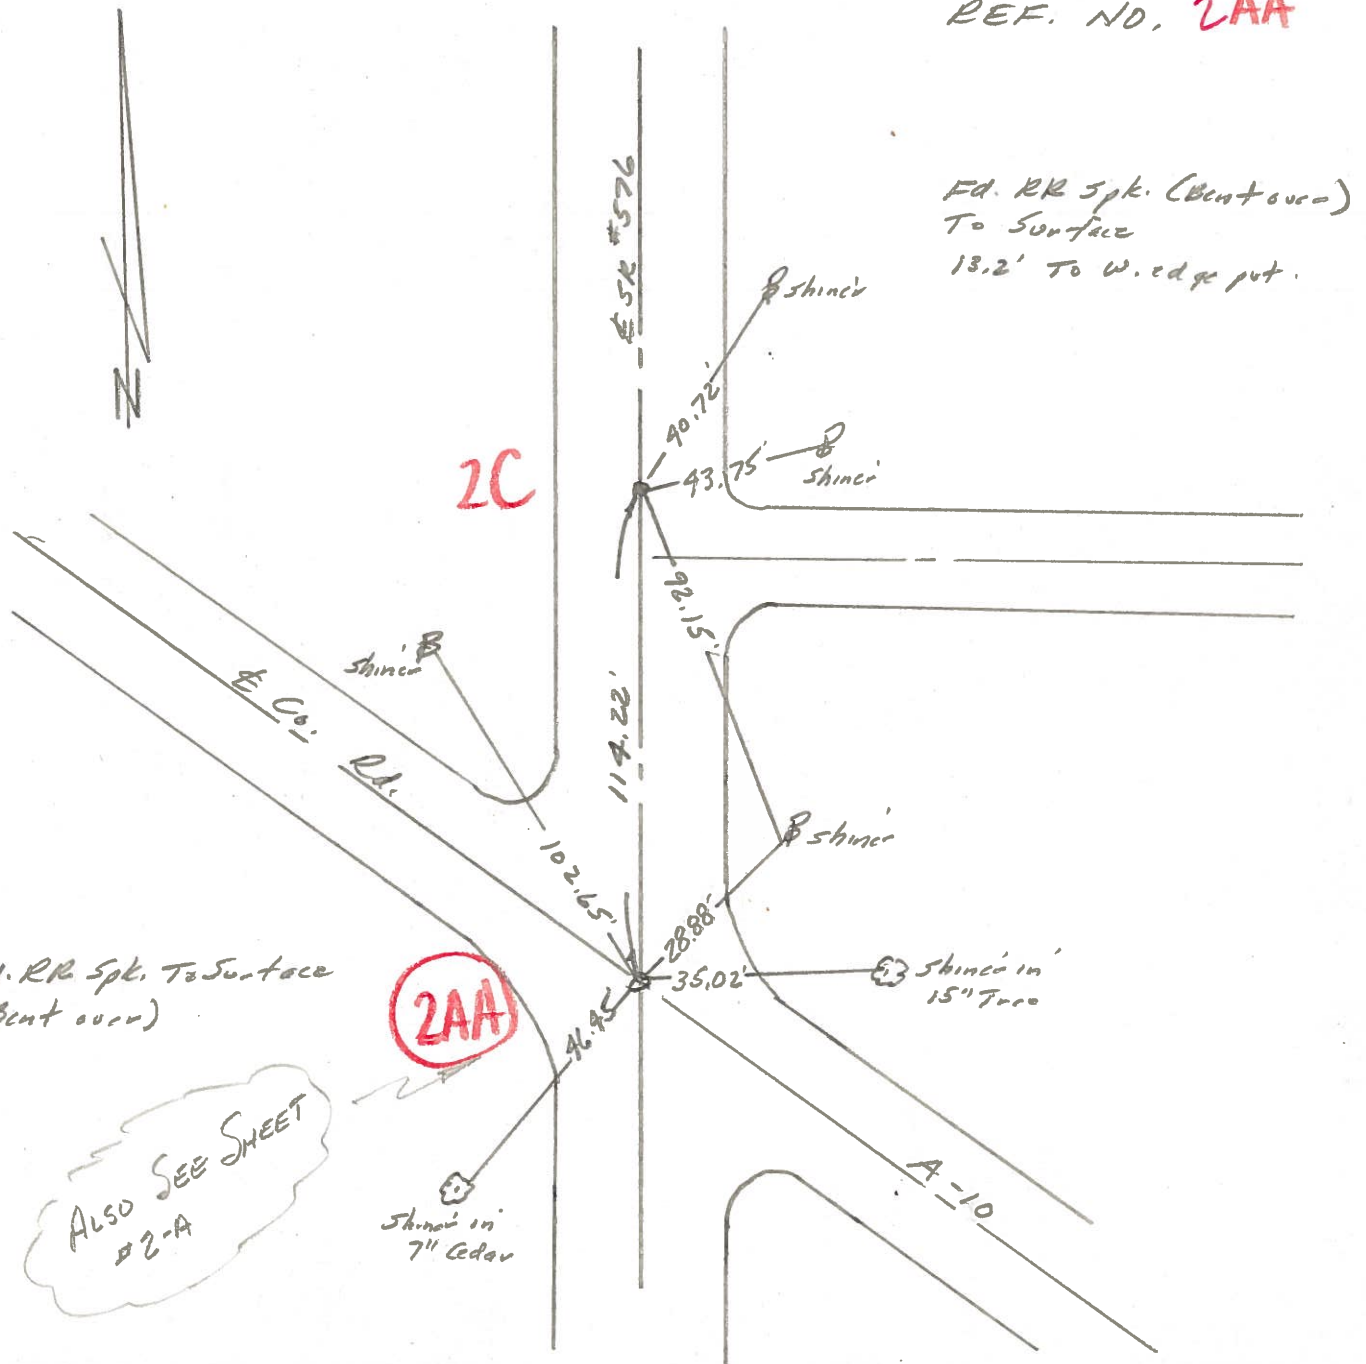 REF. NO. 2AA
Fd. RR Spk. (Bent over)
To Surface
13.2' To W. edge pvt.
N
℄ SR #576
shiner
40.72'
43.75'
shiner
2C
92.15'
shiner
℄ Co. Rd.
114.22'
102.65'
shiner
28.88'
35.02'
shiner in
15" Tree
. RR Spk. To Surface
Bent over)
2AA
46.45'
ALSO SEE SHEET
#2-A
shiner in
7" Cedar
A-10